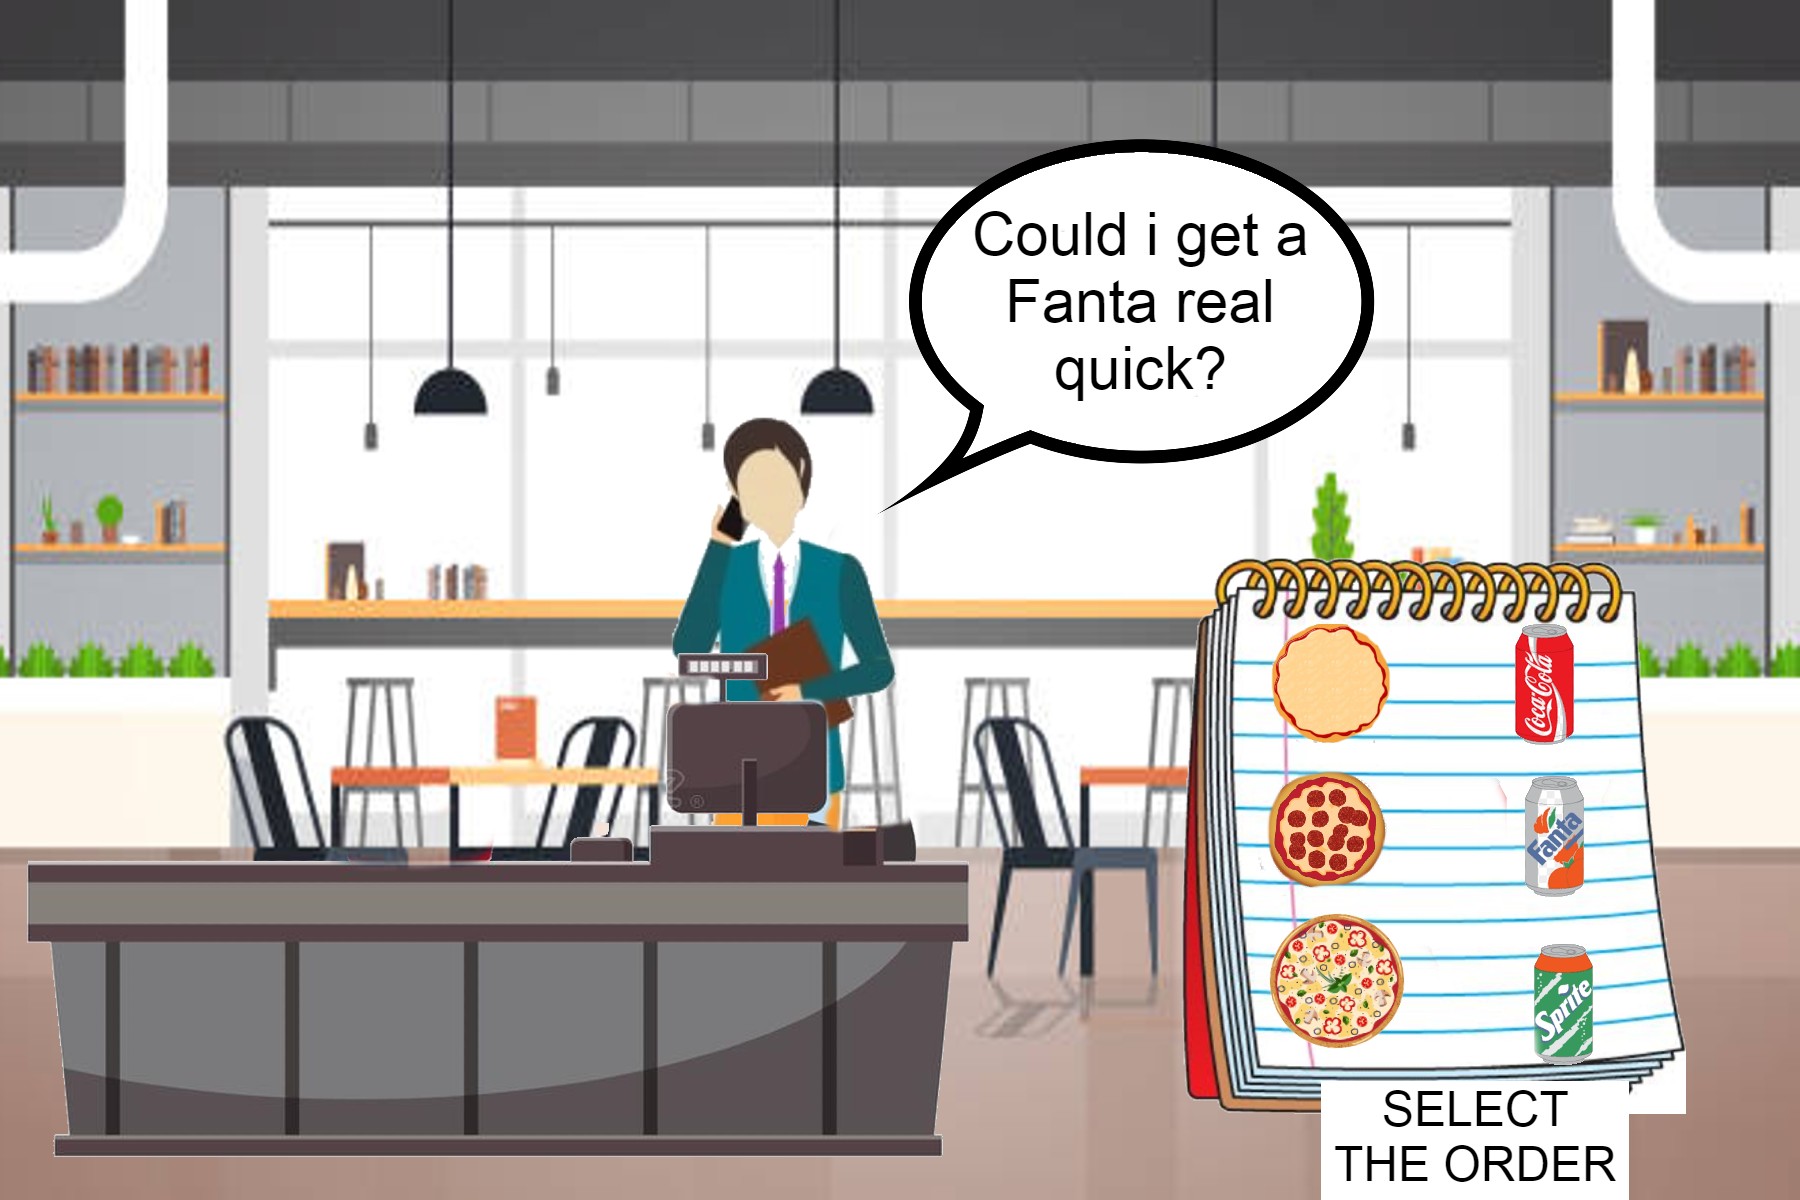 Could i get a
Fanta real
quick?
Coca-Cola
Fanta
Sprite
SELECT
THE ORDER